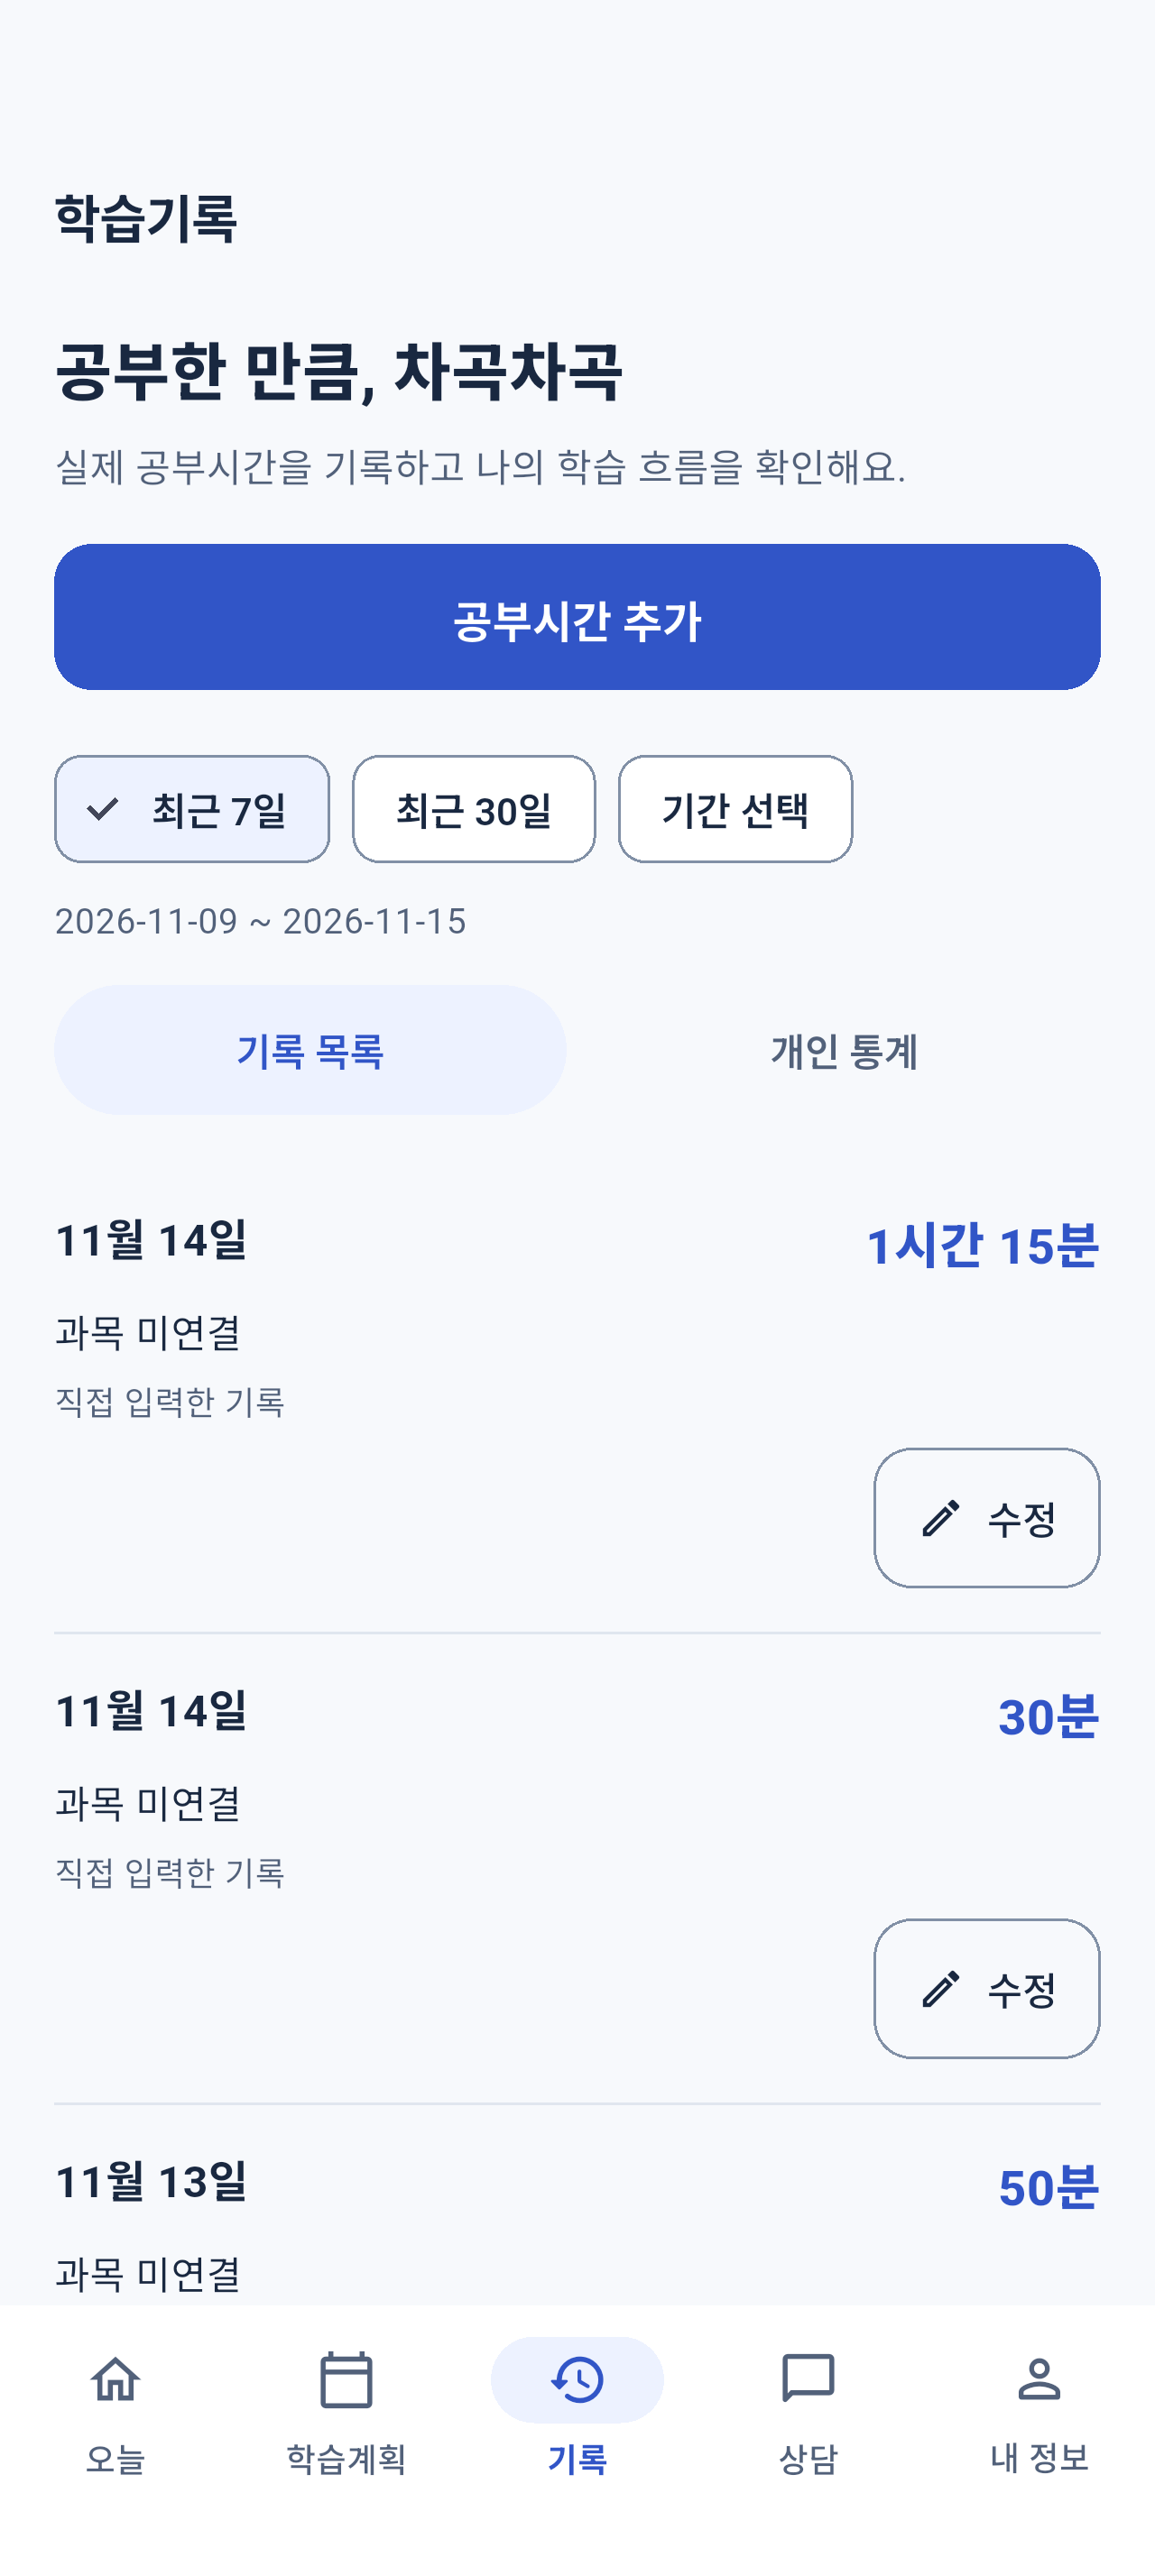 학습기록
공부한 만큼, 차곡차곡
실제 공부시간을 기록하고 나의 학습 흐름을 확인해요.
공부시간 추가
최근 7일
최근 30일
기간 선택
2026-11-09 ~ 2026-11-15
기록 목록
개인 통계
11월 14일
1시간 15분
과목 미연결
직접 입력한 기록
수정
11월 14일
30분
과목 미연결
직접 입력한 기록
수정
11월 13일
50분
과목 미연결
오늘
학습계획
기록
상담
내 정보